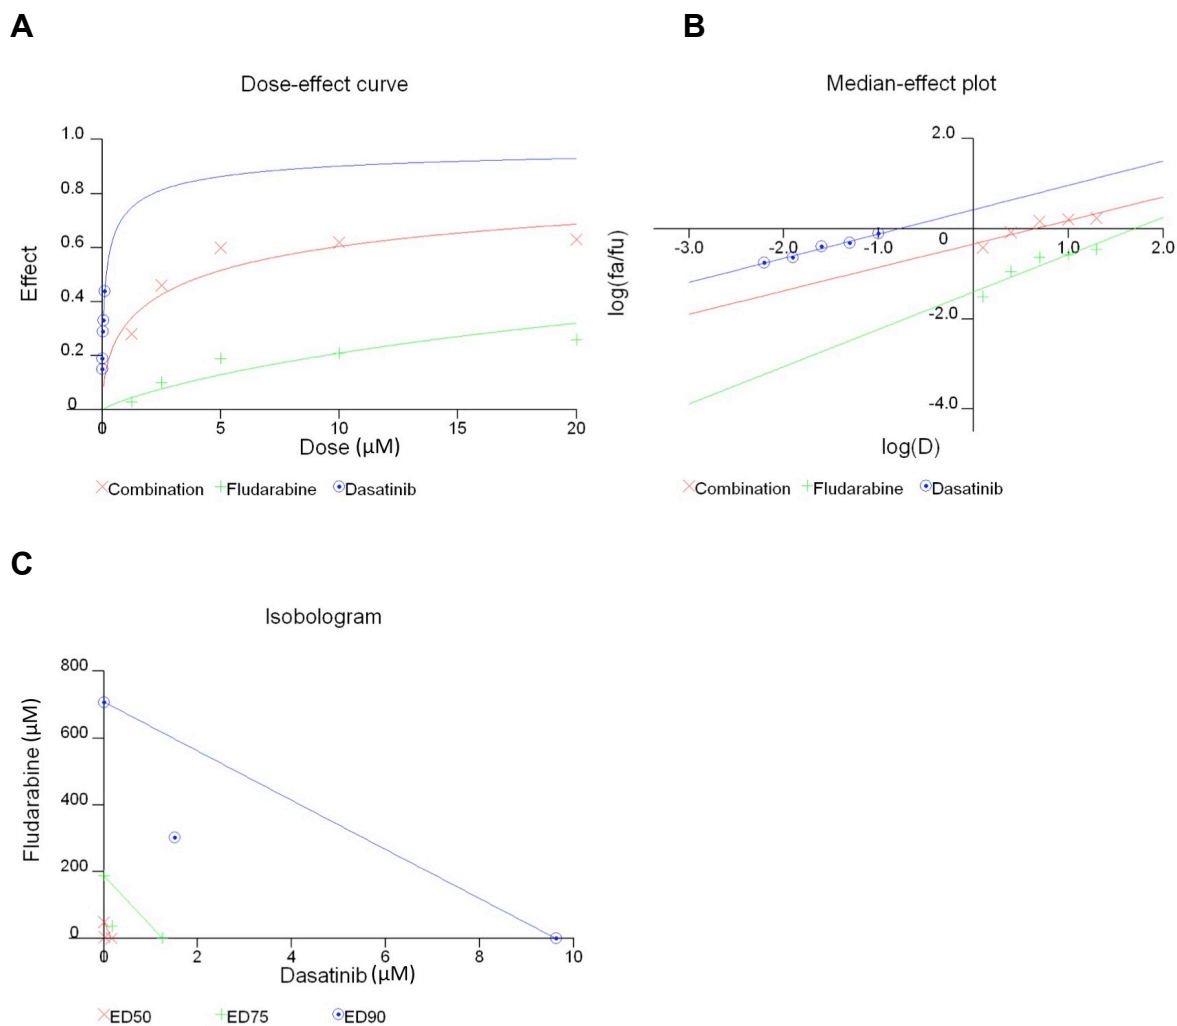 A
Dose-effect curve
1.0
0.8
0.6
0.4
0.2
0
Effect
0 5 10 15 20
Dose (µM)
Combination Fludarabine Dasatinib
B
Median-effect plot
2.0
0
-2.0
-4.0
log(fa/fu)
-3.0 -2.0 -1.0 1.0 2.0
log(D)
Combination Fludarabine Dasatinib
C
Isobologram
800
600
400
200
0
Fludarabine (µM)
0 2 4 6 8 10
Dasatinib (µM)
ED50 ED75 ED90